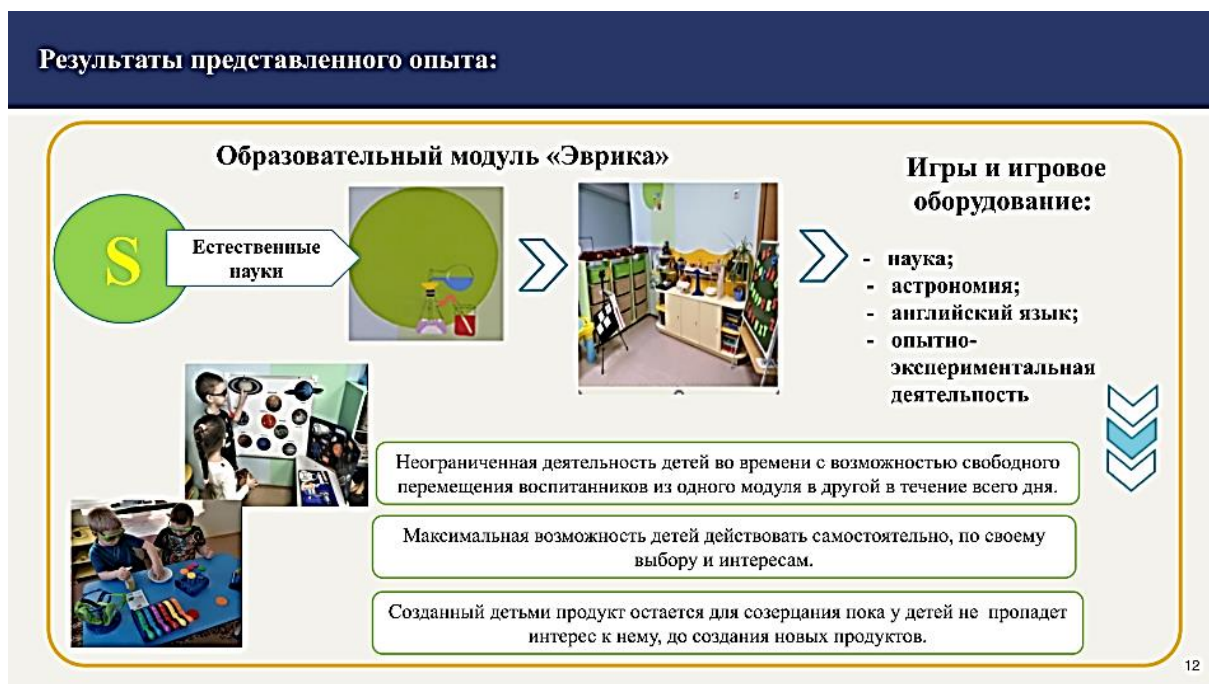 Результаты представленного опыта:
Образовательный модуль «Эврика»
S
Естественные
науки
Игры и игровое
оборудование:
- наука;
- астрономия;
- английский язык;
- опытно-
экспериментальная
деятельность
Неограниченная деятельность детей во времени с возможностью свободного
перемещения воспитанников из одного модуля в другой в течение всего дня.
Максимальная возможность детей действовать самостоятельно, по своему
выбору и интересам.
Созданный детьми продукт остается для созерцания пока у детей не пропадет
интерес к нему, до создания новых продуктов.
12